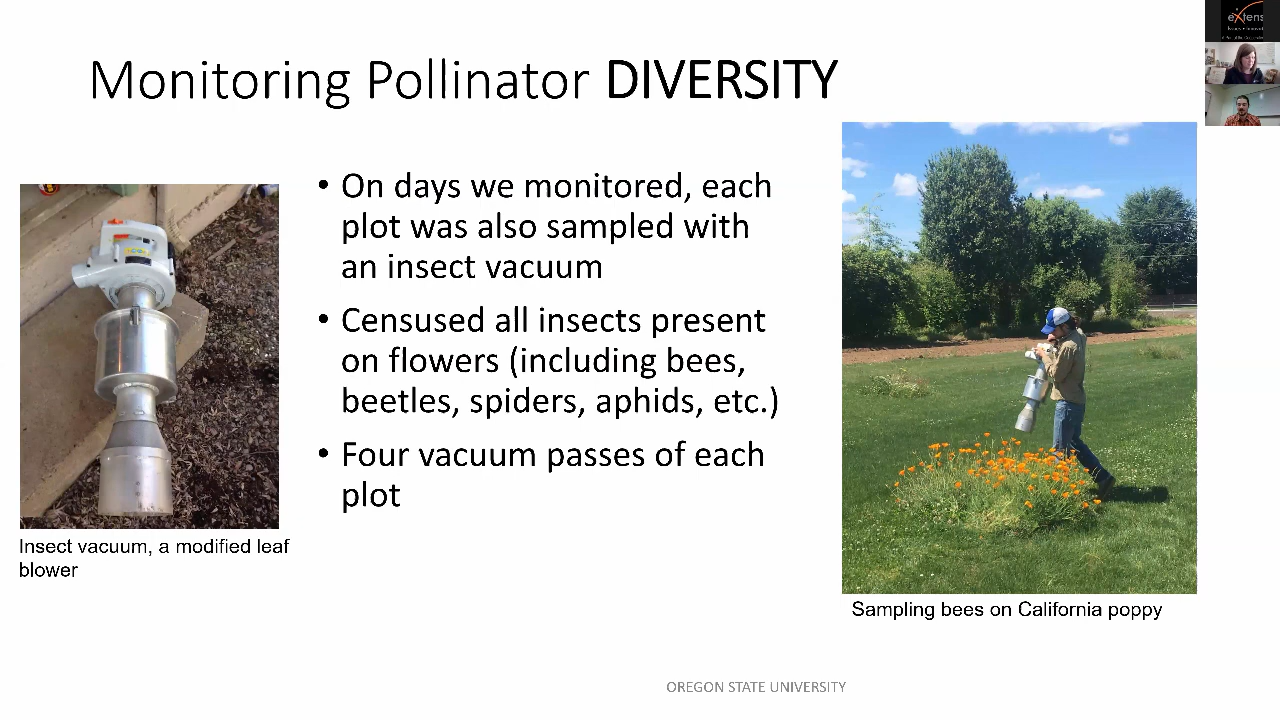 Monitoring Pollinator DIVERSITY
• On days we monitored, each
plot was also sampled with
an insect vacuum
• Censused all insects present
on flowers (including bees,
beetles, spiders, aphids, etc.)
• Four vacuum passes of each
plot
Insect vacuum, a modified leaf
blower
Sampling bees on California poppy
OREGON STATE UNIVERSITY
eXtens